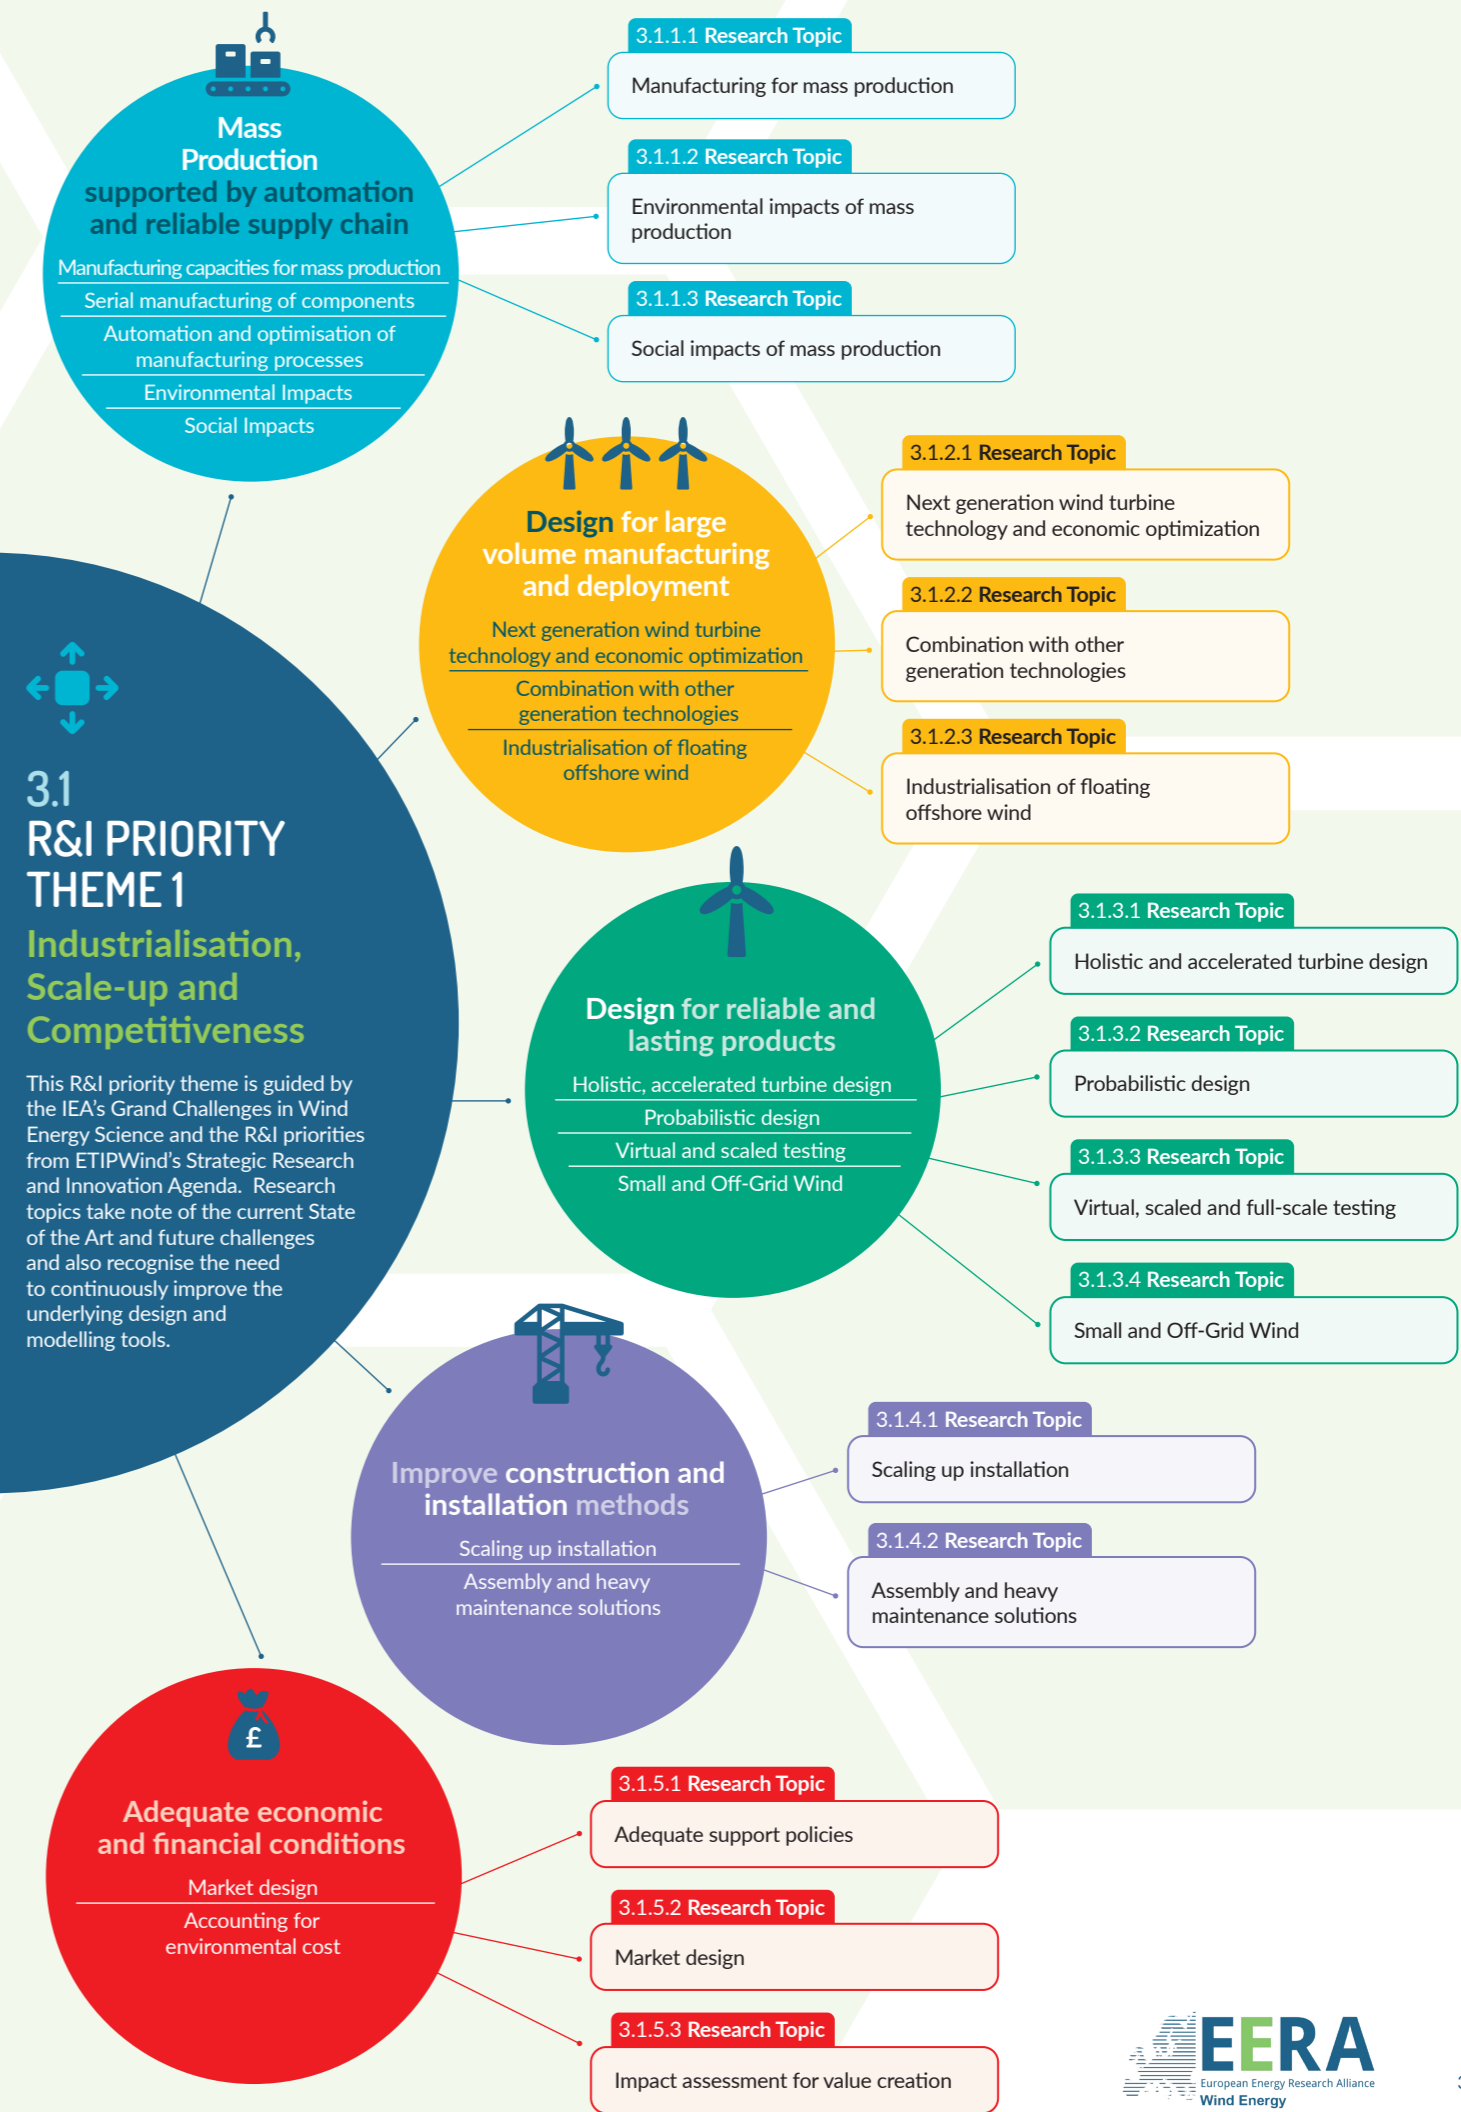 Mass
Production
supported by automation
and reliable supply chain
Manufacturing capacities for mass production
Serial manufacturing of components
Automation and optimisation of
manufacturing processes
Environmental Impacts
Social Impacts
3.1.1.1 Research Topic
Manufacturing for mass production
3.1.1.2 Research Topic
Environmental impacts of mass
production
3.1.1.3 Research Topic
Social impacts of mass production
Design for large
volume manufacturing
and deployment
Next generation wind turbine
technology and economic optimization
Combination with other
generation technologies
Industrialisation of floating
offshore wind
3.1.2.1 Research Topic
Next generation wind turbine
technology and economic optimization
3.1.2.2 Research Topic
Combination with other
generation technologies
3.1.2.3 Research Topic
Industrialisation of floating
offshore wind
3.1
R&I PRIORITY
THEME 1
Industrialisation,
Scale-up and
Competitiveness
This R&I priority theme is guided by
the IEA's Grand Challenges in Wind
Energy Science and the R&I priorities
from ETIPWind's Strategic Research
and Innovation Agenda. Research
topics take note of the current State
of the Art and future challenges
and also recognise the need
to continuously improve the
underlying design and
modelling tools.
Design for reliable and
lasting products
Holistic, accelerated turbine design
Probabilistic design
Virtual and scaled testing
Small and Off-Grid Wind
3.1.3.1 Research Topic
Holistic and accelerated turbine design
3.1.3.2 Research Topic
Probabilistic design
3.1.3.3 Research Topic
Virtual, scaled and full-scale testing
3.1.3.4 Research Topic
Small and Off-Grid Wind
Improve construction and
installation methods
Scaling up installation
Assembly and heavy
maintenance solutions
3.1.4.1 Research Topic
Scaling up installation
3.1.4.2 Research Topic
Assembly and heavy
maintenance solutions
£
Adequate economic
and financial conditions
Market design
Accounting for
environmental cost
3.1.5.1 Research Topic
Adequate support policies
3.1.5.2 Research Topic
Market design
3.1.5.3 Research Topic
Impact assessment for value creation
EERA
European Energy Research Alliance
Wind Energy